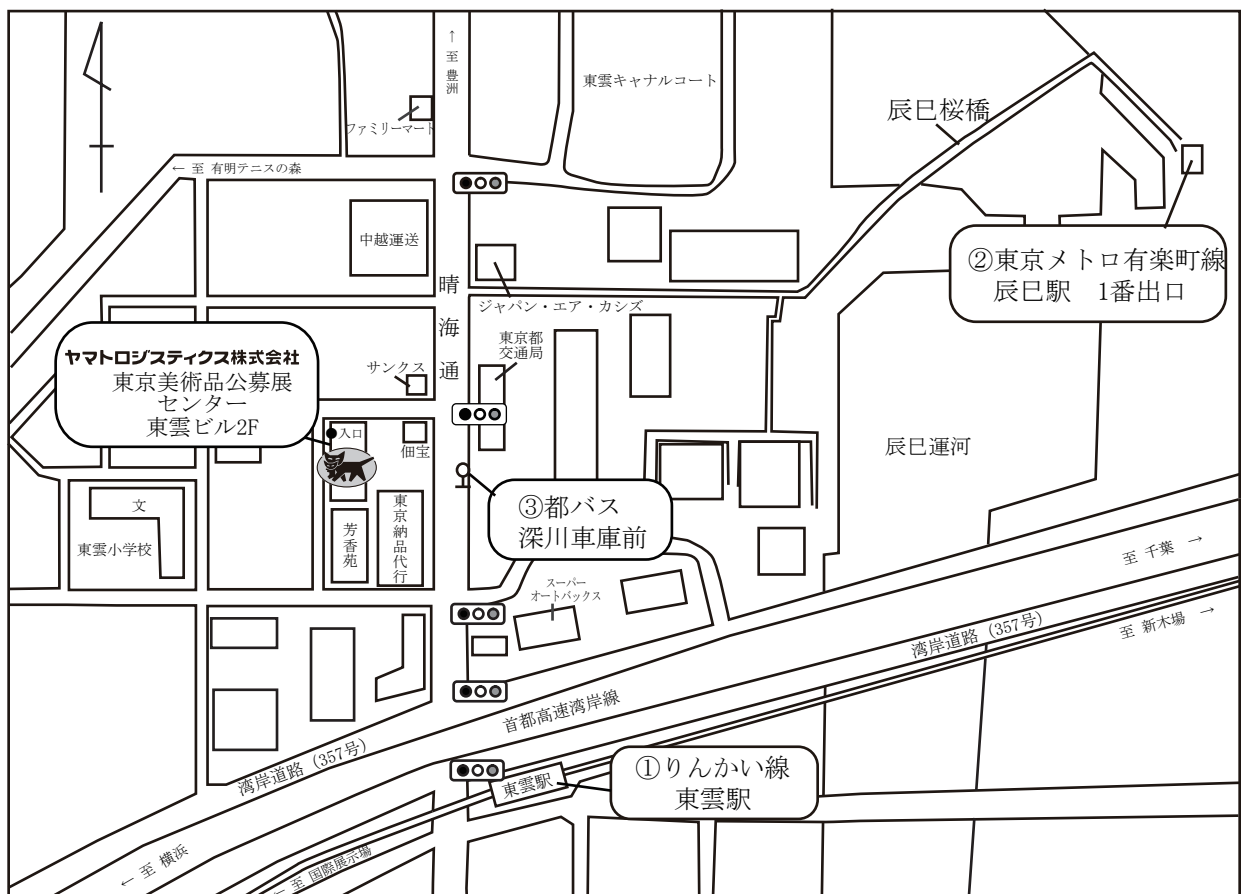 ← 至 豊洲
東雲キャナルコート
ファミリーマート
辰巳桜橋
← 至 有明テニスの森
中越運送
②東京メトロ有楽町線
辰巳駅 1番出口
晴海通
ジャパン・エア・カシズ
東京都
交通局
ヤマトロジスティクス株式会社
東京美術品公募展
センター
東雲ビル2F
サンクス
入口
佃宝
辰巳運河
③都バス
深川車庫前
文
東雲小学校
芳香苑
東京納品代行
スーパー
オートバックス
至 千葉 →
至 新木場 →
湾岸道路 (357号)
首都高速湾岸線
湾岸道路 (357号)
①りんかい線
東雲駅
東雲駅
← 至 横浜
← 至 国際展示場